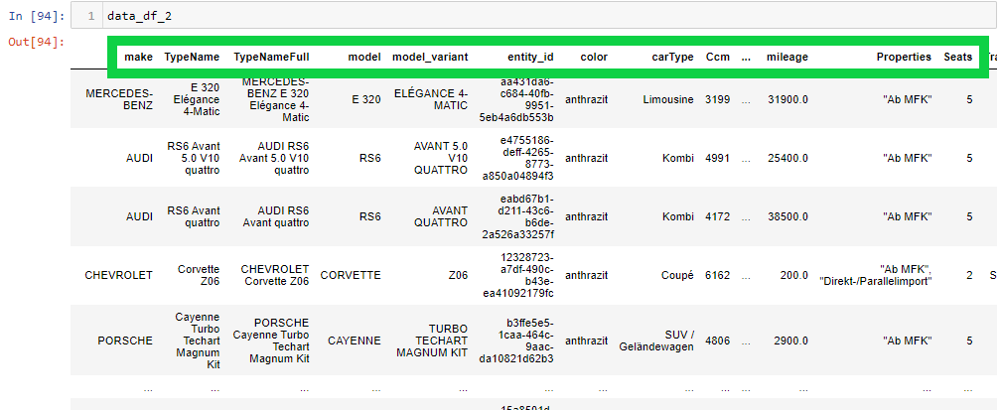 In [94]: 1 data_df_2
Out[94]:
make TypeName TypeNameFull model model_variant entity_id color carType Ccm ... mileage Properties Seats
MERCEDES-BENZ E 320 Elégance 4-Matic MERCEDES-BENZ E 320 Elégance 4-Matic E 320 ELÉGANCE 4-MATIC aa431da6-c684-40fb-9951-5eb4a6db553b anthrazit Limousine 3199 ... 31900.0 "Ab MFK" 5
AUDI RS6 Avant 5.0 V10 quattro AUDI RS6 Avant 5.0 V10 quattro RS6 AVANT 5.0 V10 QUATTRO e4755186-deff-4265-8773-a850a04894f3 anthrazit Kombi 4991 ... 25400.0 "Ab MFK" 5
AUDI RS6 Avant quattro AUDI RS6 Avant quattro RS6 AVANT QUATTRO eabd67b1-d211-43c6-b6de-2a526a33257f anthrazit Kombi 4172 ... 38500.0 "Ab MFK" 5
CHEVROLET Corvette Z06 CHEVROLET Corvette Z06 CORVETTE Z06 12328723-a7df-490c-b43e-ea41092179fc anthrazit Coupé 6162 ... 200.0 "Ab MFK", "Direkt-/Parallelimport" 2
PORSCHE Cayenne Turbo Techart Magnum Kit PORSCHE Cayenne Turbo Techart Magnum Kit CAYENNE TURBO TECHART MAGNUM KIT b3ffe5e5-1caa-464c-9aac-da10821d62b3 anthrazit SUV / Geländewagen 4806 ... 2900.0 "Ab MFK" 5
... ... ... ... ... ... ... ... ... ... ... ... ...